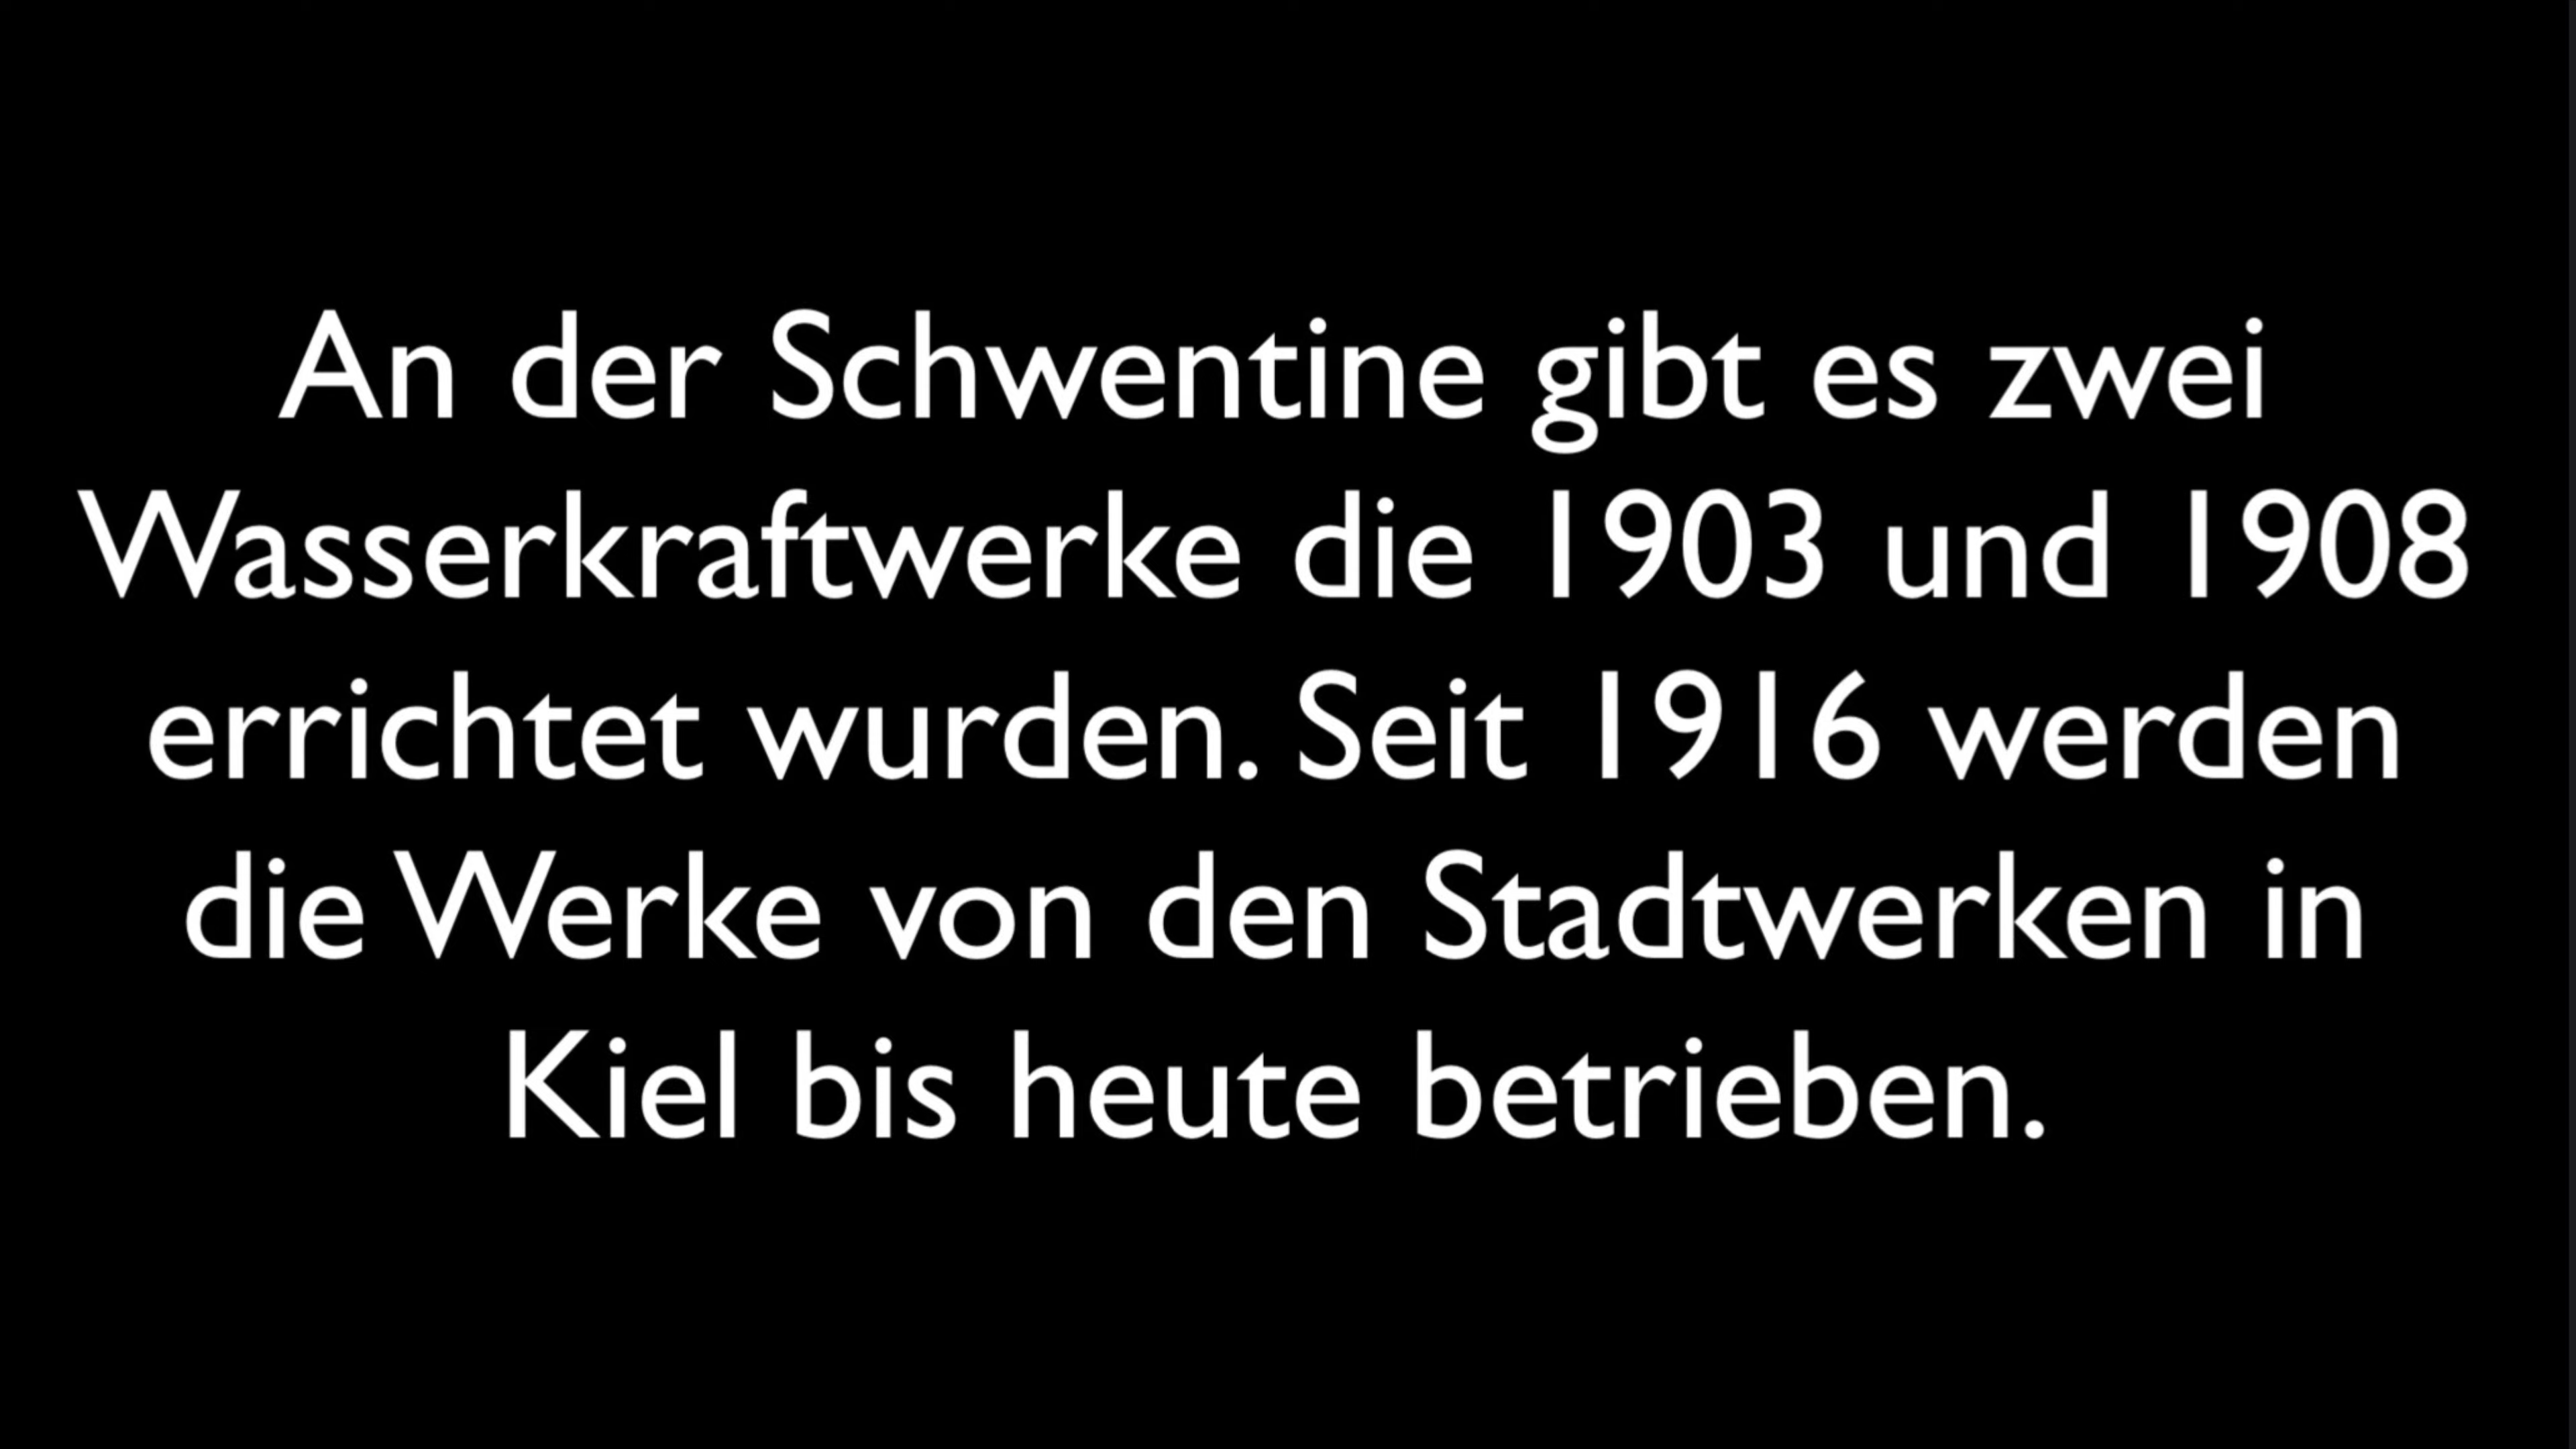 An der Schwentine gibt es zwei
Wasserkraftwerke die 1903 und 1908
errichtet wurden. Seit 1916 werden
die Werke von den Stadtwerken in
Kiel bis heute betrieben.